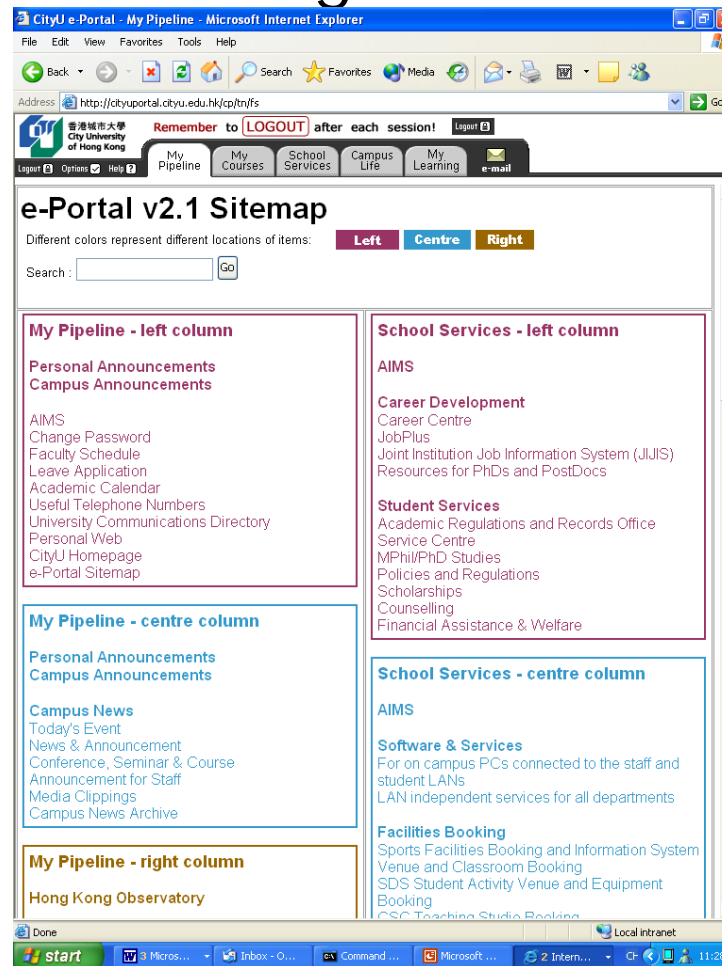 CityU e-Portal - My Pipeline - Microsoft Internet Explorer
File Edit View Favorites Tools Help
Back Search Favorites Media
Address http://cityuportal.cityu.edu.hk/cp/tn/fs
香港城市大學
City University
of Hong Kong
Remember to LOGOUT after each session! Logout
Logout Options Help ?
My Pipeline
My Courses
School Services
Campus Life
My Learning
e-mail
e-Portal v2.1 Sitemap
Different colors represent different locations of items: Left Centre Right
Search : Go
My Pipeline - left column
Personal Announcements
Campus Announcements
AIMS
Change Password
Faculty Schedule
Leave Application
Academic Calendar
Useful Telephone Numbers
University Communications Directory
Personal Web
CityU Homepage
e-Portal Sitemap
My Pipeline - centre column
Personal Announcements
Campus Announcements
Campus News
Today's Event
News & Announcement
Conference, Seminar & Course
Announcement for Staff
Media Clippings
Campus News Archive
My Pipeline - right column
Hong Kong Observatory
School Services - left column
AIMS
Career Development
Career Centre
JobPlus
Joint Institution Job Information System (JIJIS)
Resources for PhDs and PostDocs
Student Services
Academic Regulations and Records Office
Service Centre
MPhil/PhD Studies
Policies and Regulations
Scholarships
Counselling
Financial Assistance & Welfare
School Services - centre column
AIMS
Software & Services
For on campus PCs connected to the staff and
student LANs
LAN independent services for all departments
Facilities Booking
Sports Facilities Booking and Information System
Venue and Classroom Booking
SDS Student Activity Venue and Equipment
Booking
CSC Teaching Studio Booking
Done Local intranet
start 3 Micros... Inbox - O... Command ... Microsoft ... 2 Intern... CH